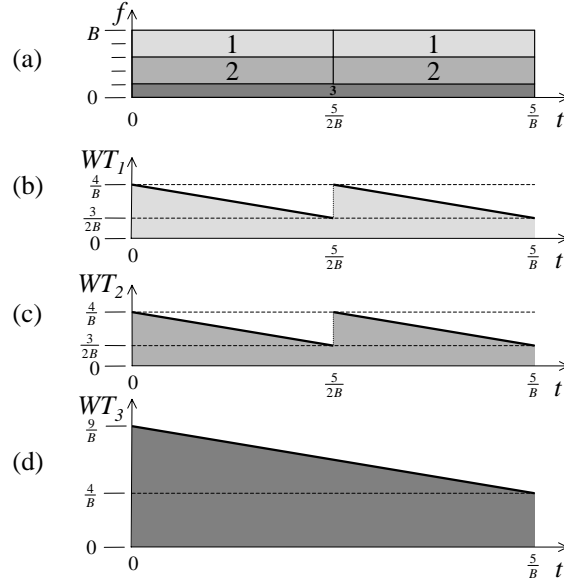 f
B
1 1
(a)
2 2
3
0
0 5/2B 5/B t
WT1
(b)
4/B
3/2B
0
0 5/2B 5/B t
WT2
(c)
4/B
3/2B
0
0 5/2B 5/B t
WT3
9/B
(d)
4/B
0
0 5/B t